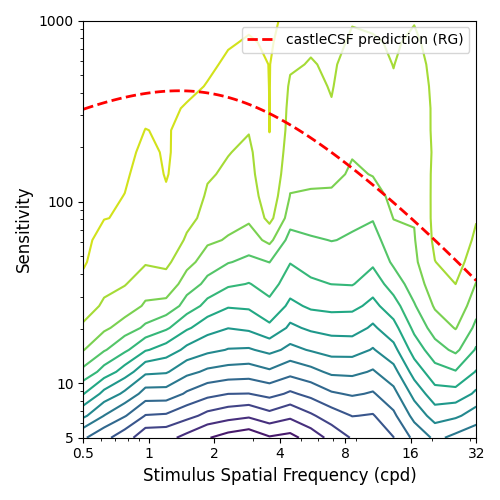 castleCSF prediction (RG)
1000
100
10
5
Sensitivity
0.5 1 2 4 8 16 32
Stimulus Spatial Frequency (cpd)